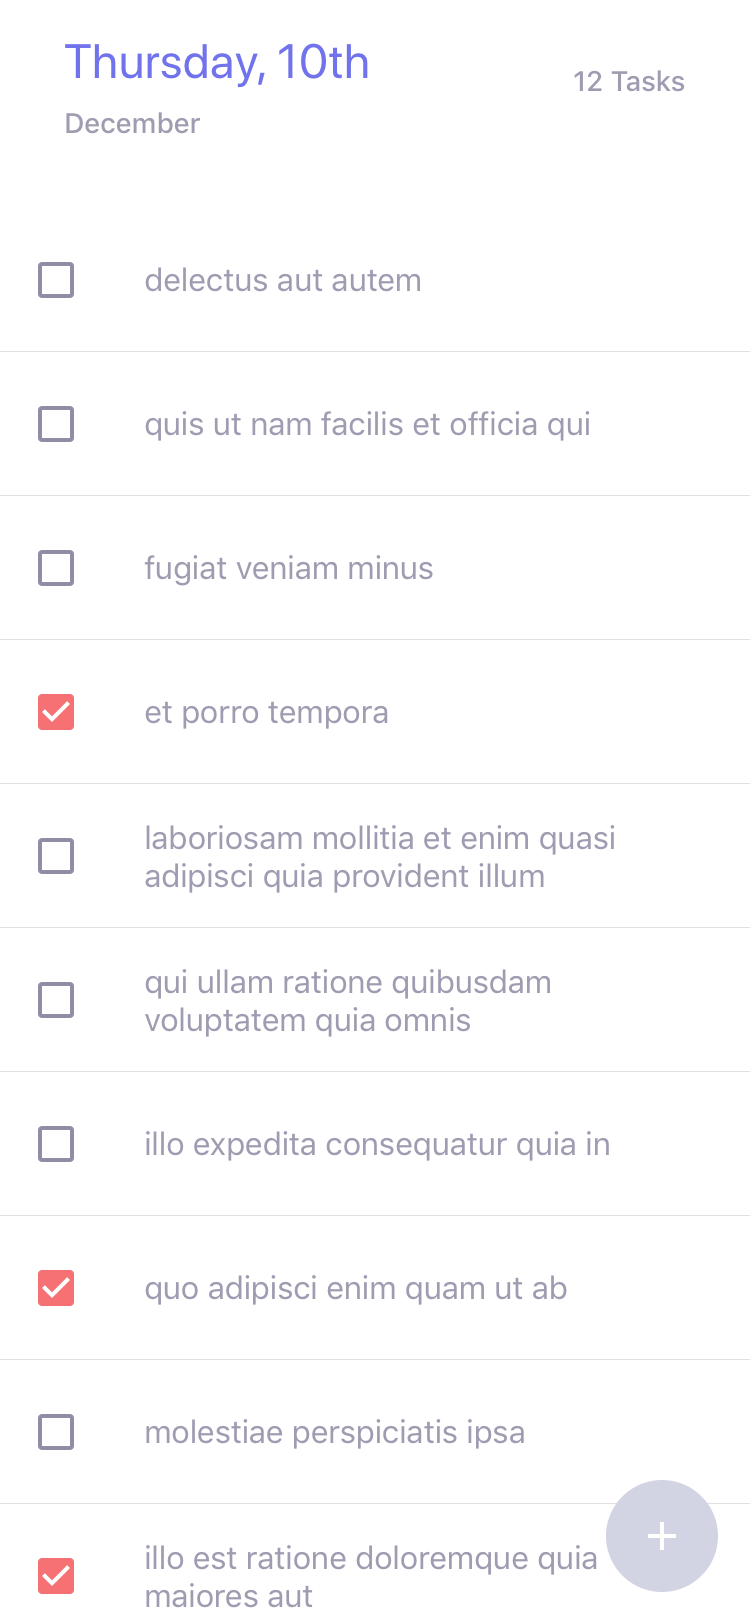 Thursday, 10th
12 Tasks
December
delectus aut autem
quis ut nam facilis et officia qui
fugiat veniam minus
et porro tempora
laboriosam mollitia et enim quasi
adipisci quia provident illum
qui ullam ratione quibusdam
voluptatem quia omnis
illo expedita consequatur quia in
quo adipisci enim quam ut ab
molestiae perspiciatis ipsa
illo est ratione doloremque quia
maiores aut